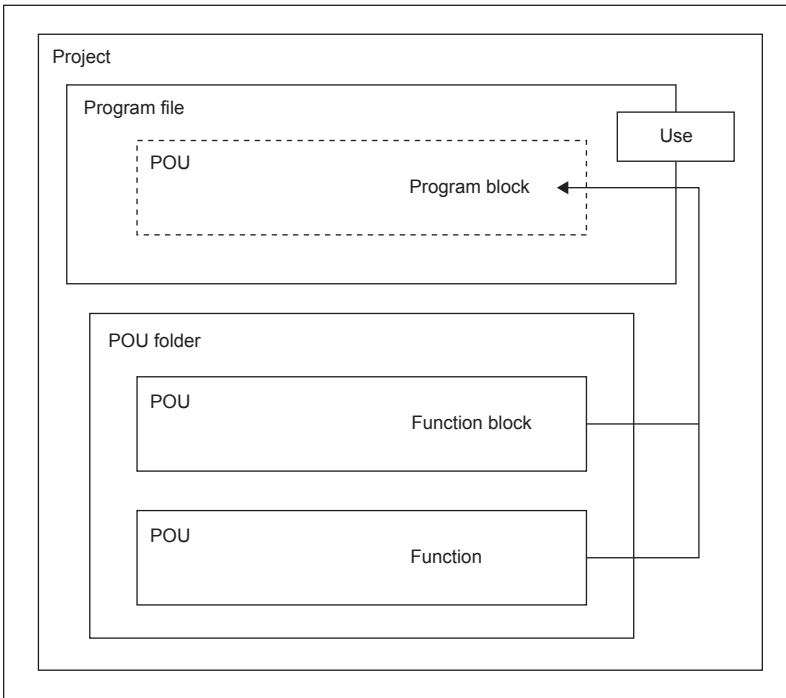 Project
Program file
Use
POU
Program block
POU folder
POU
Function block
POU
Function